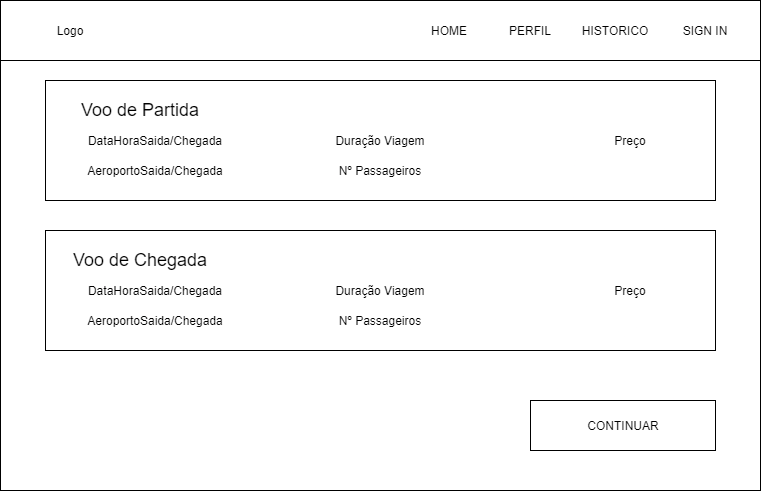 Logo HOME PERFIL HISTORICO SIGN IN
Voo de Partida
DataHoraSaida/Chegada Duração Viagem Preço
AeroportoSaida/Chegada Nº Passageiros
Voo de Chegada
DataHoraSaida/Chegada Duração Viagem Preço
AeroportoSaida/Chegada Nº Passageiros
CONTINUAR